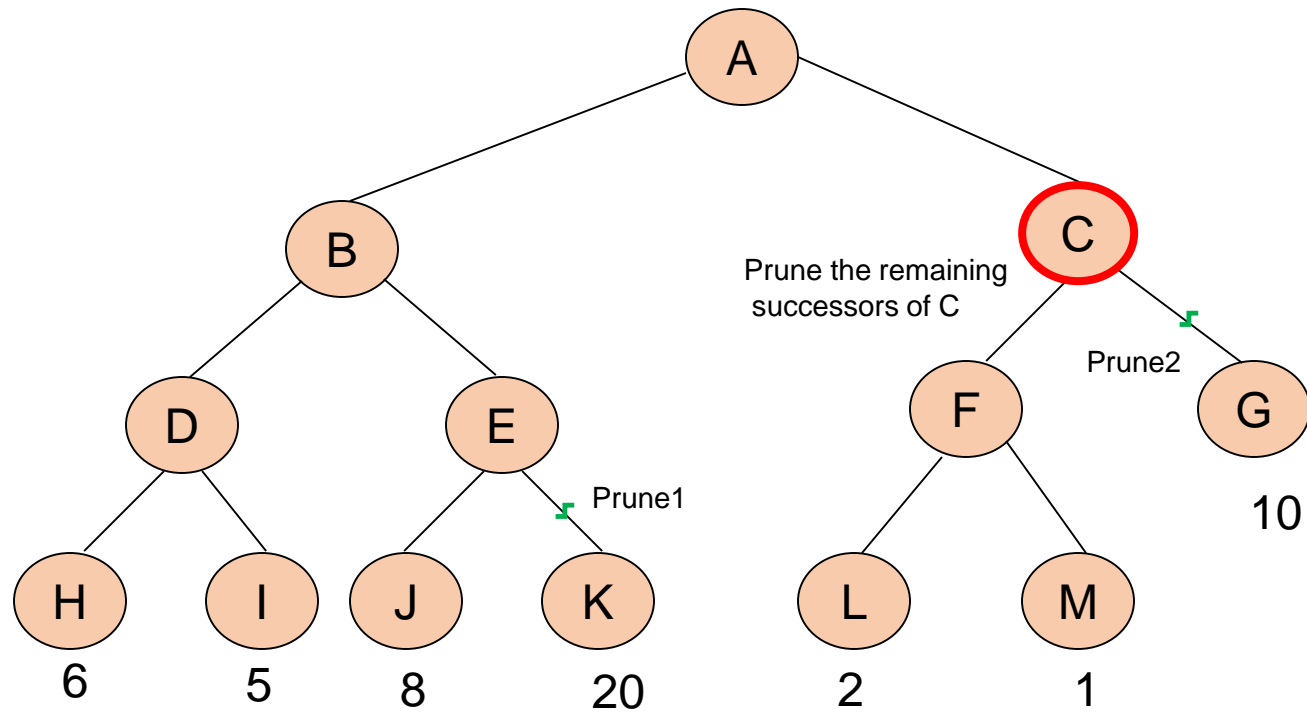 A
B
C
Prune the remaining
successors of C
Prune2
D
E
F
G
Prune1
10
H
I
J
K
L
M
6
5
8
20
2
1